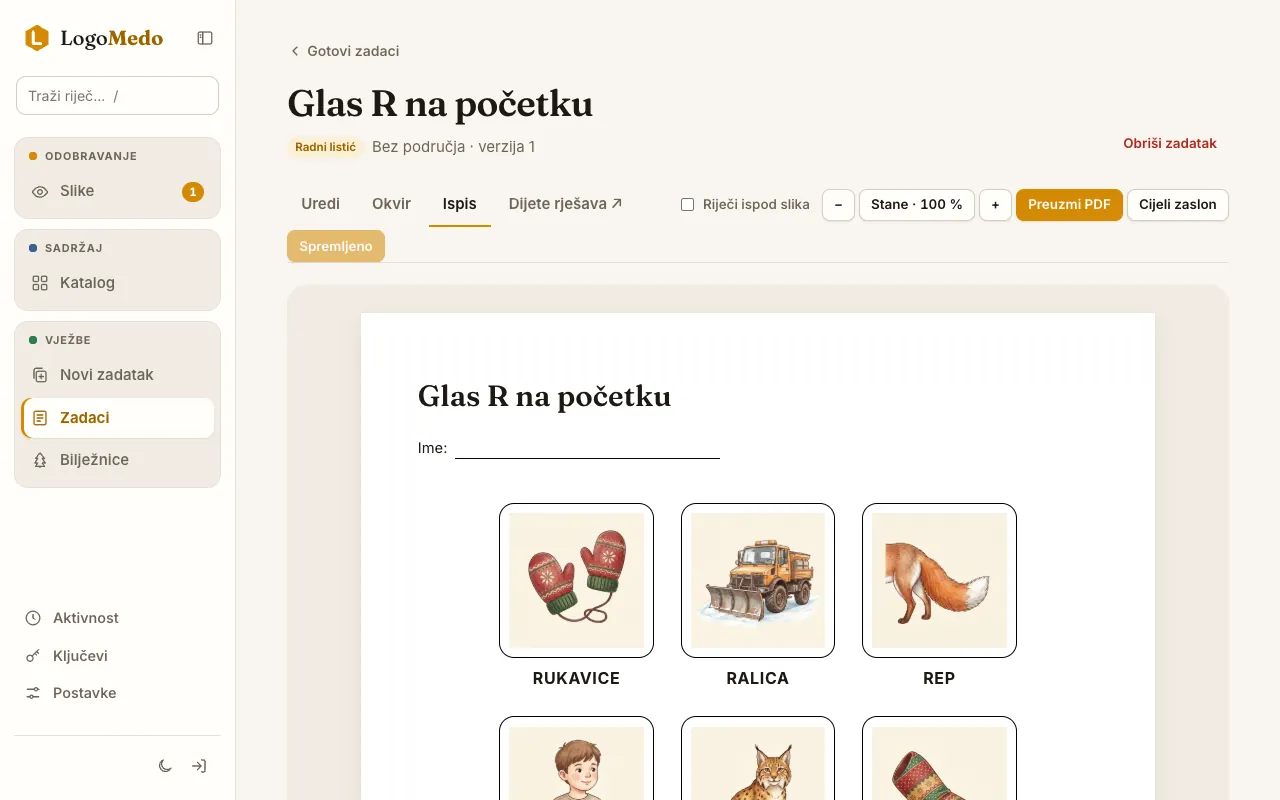 LogoMedo
Traži riječ... /
ODOBRAVANJE
Slike 1
SADRŽAJ
Katalog
VJEŽBE
Novi zadatak
Zadaci
Bilježnice
Aktivnost
Ključevi
Postavke
Gotovi zadaci
Glas R na početku
Radni listić Bez područja · verzija 1
Obriši zadatak
Uredi Okvir Ispis Dijete rješava ↗ Riječi ispod slika − Stane · 100 % + Preuzmi PDF Cijeli zaslon
Spremljeno
Glas R na početku
Ime:
RUKAVICE RALICA REP